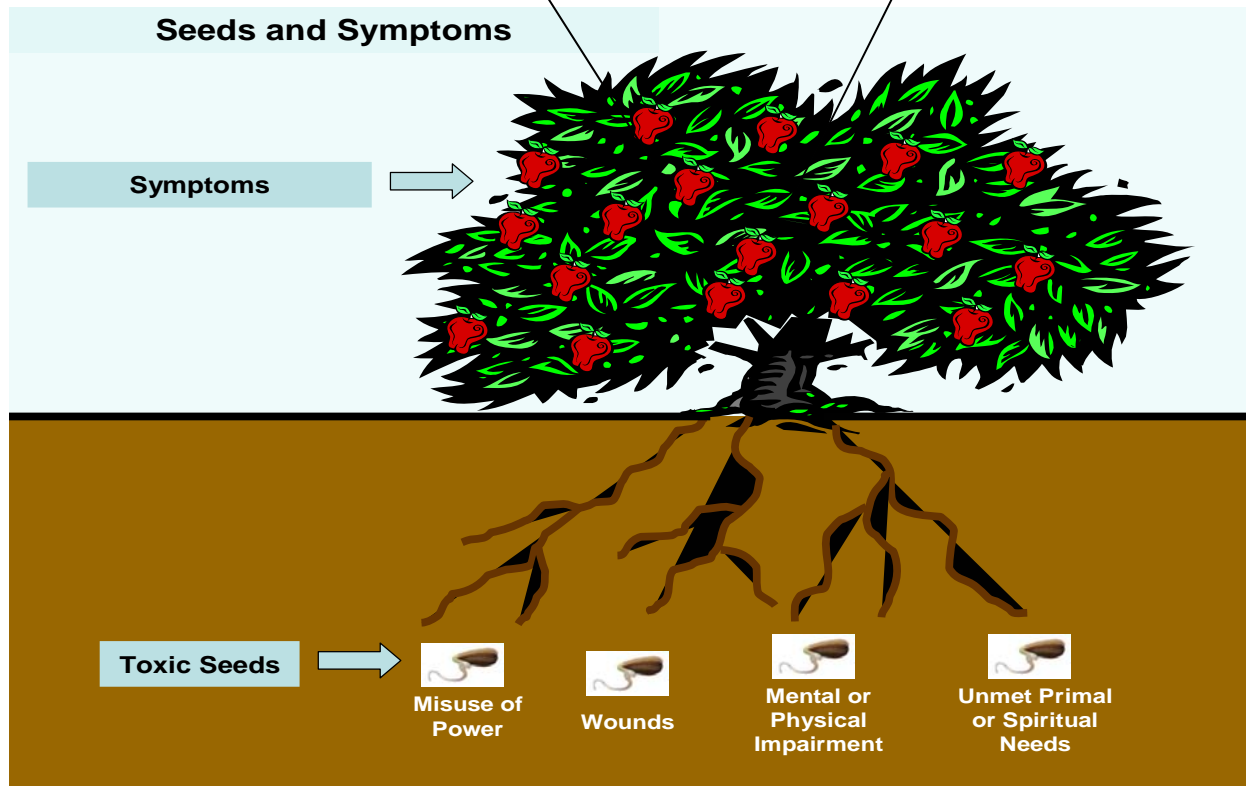 Seeds and Symptoms
Symptoms
Toxic Seeds
Misuse of
Power
Wounds
Mental or
Physical
Impairment
Unmet Primal
or Spiritual
Needs